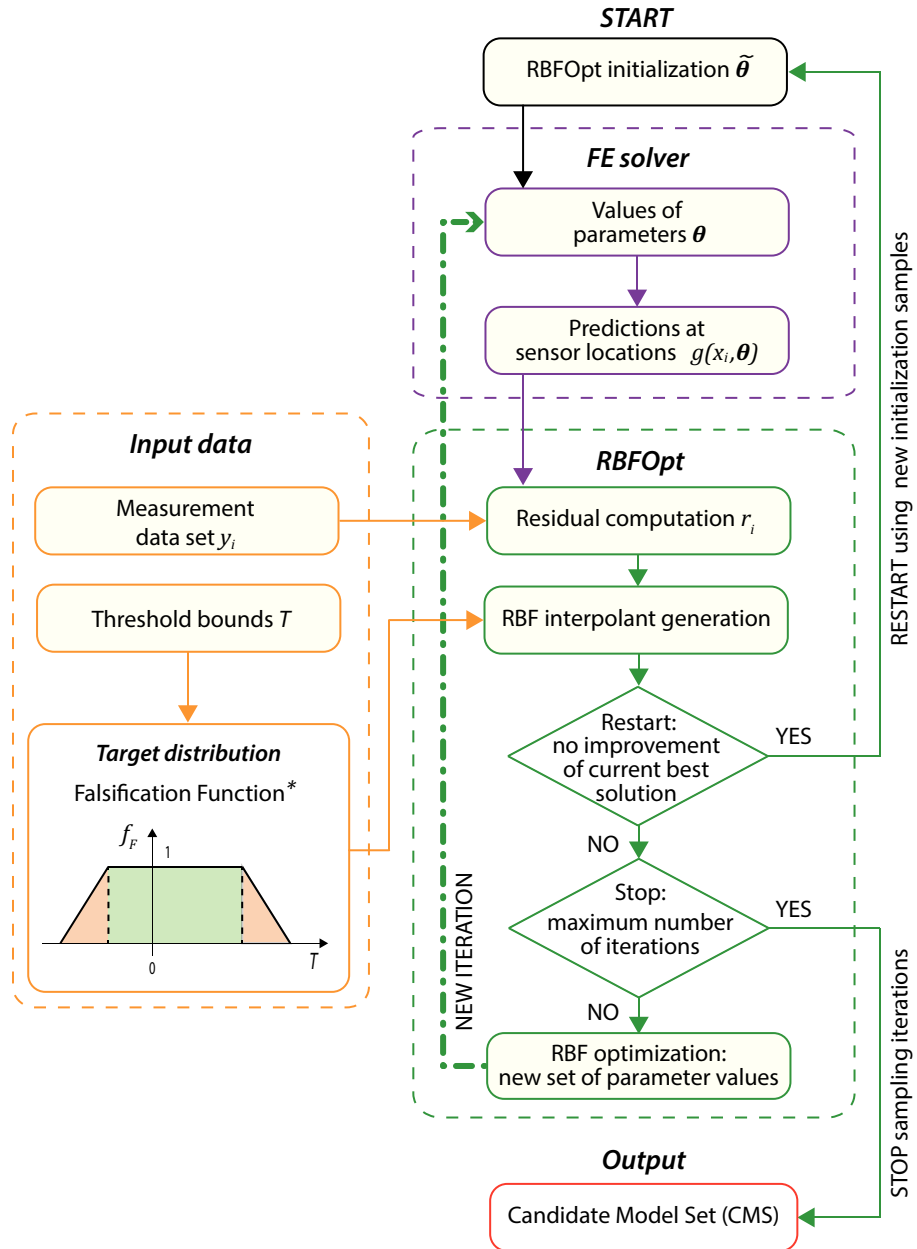 START
RBFOpt initialization θ̃
FE solver
Values of
parameters θ
Predictions at
sensor locations g(xᵢ,θ)
Input data
Measurement
data set yᵢ
Threshold bounds T
Target distribution
Falsification Function*
f_F
1
0
T
RBFOpt
Residual computation rᵢ
RBF interpolant generation
Restart:
no improvement
of current best
solution
YES
NO
Stop:
maximum number
of iterations
YES
NO
RBF optimization:
new set of parameter values
NEW ITERATION
RESTART using new initialization samples
STOP sampling iterations
Output
Candidate Model Set (CMS)